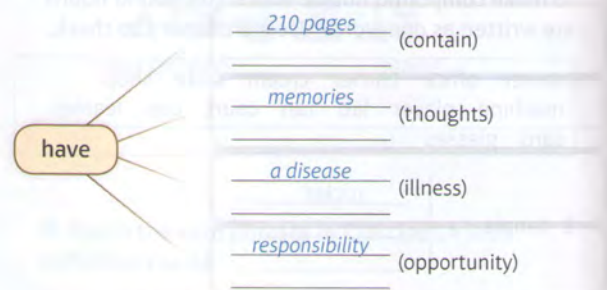 210 pages
(contain)
memories
(thoughts)
have
a disease
(illness)
responsibility
(opportunity)